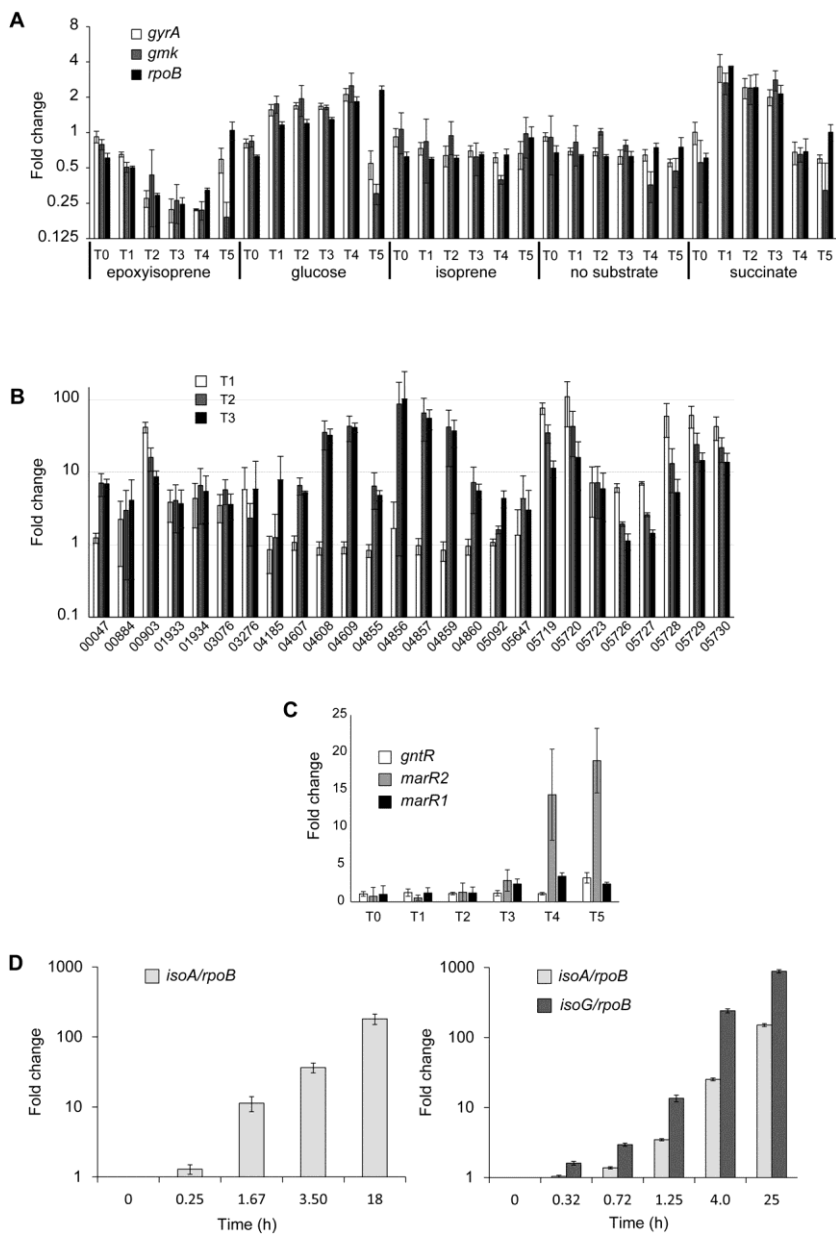 A
gyrA
gmk
rpoB
Fold change
8
4
2
1
0.5
0.25
0.125
T0 T1 T2 T3 T4 T5 T0 T1 T2 T3 T4 T5 T0 T1 T2 T3 T4 T5 T0 T1 T2 T3 T4 T5 T0 T1 T2 T3 T4 T5
epoxyisoprene glucose isoprene no substrate succinate
B
T1
T2
T3
Fold change
100
10
1
0.1
00047 00884 00903 01933 01934 03076 03276 04185 04607 04608 04609 04855 04856 04857 04859 04860 05092 05647 05719 05720 05723 05726 05727 05728 05729 05730
C
gntR
marR2
marR1
Fold change
25
20
15
10
5
0
T0 T1 T2 T3 T4 T5
D
isoA/rpoB
Fold change
1000
100
10
1
0 0.25 1.67 3.50 18
Time (h)
isoA/rpoB
isoG/rpoB
Fold change
1000
100
10
1
0 0.32 0.72 1.25 4.0 25
Time (h)